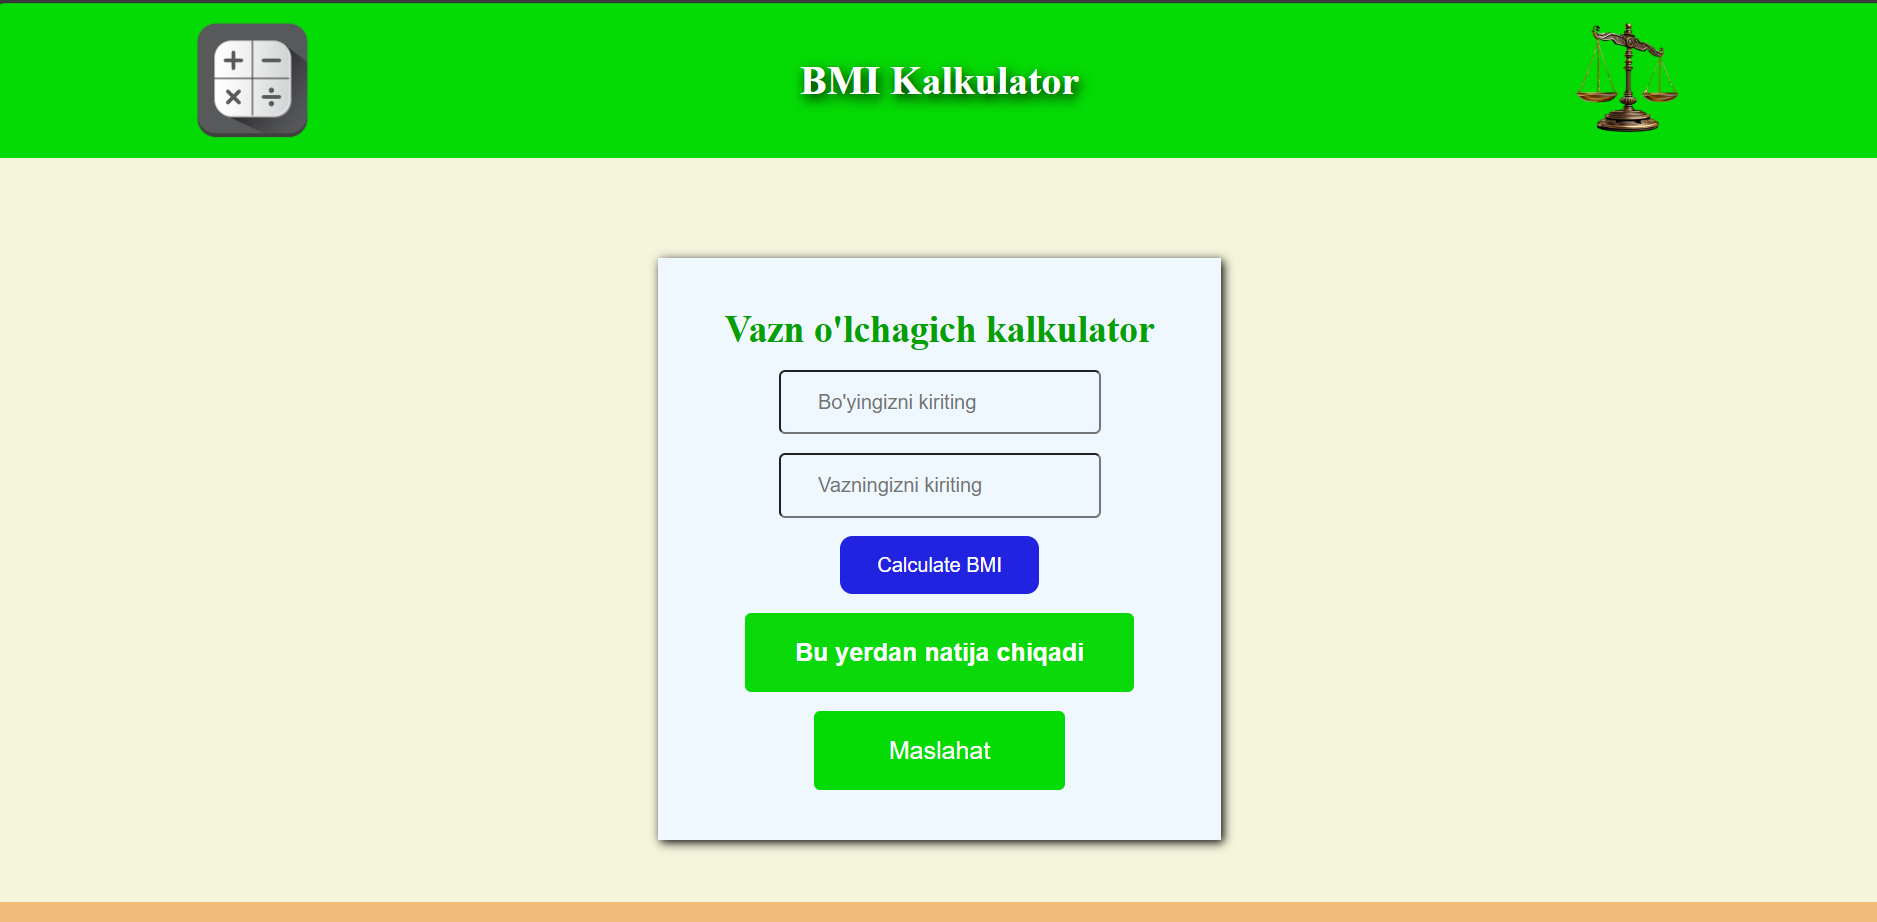 BMI Kalkulator
Vazn o'lchagich kalkulator
Bo'yingizni kiriting
Vazningizni kiriting
Calculate BMI
Bu yerdan natija chiqadi
Maslahat